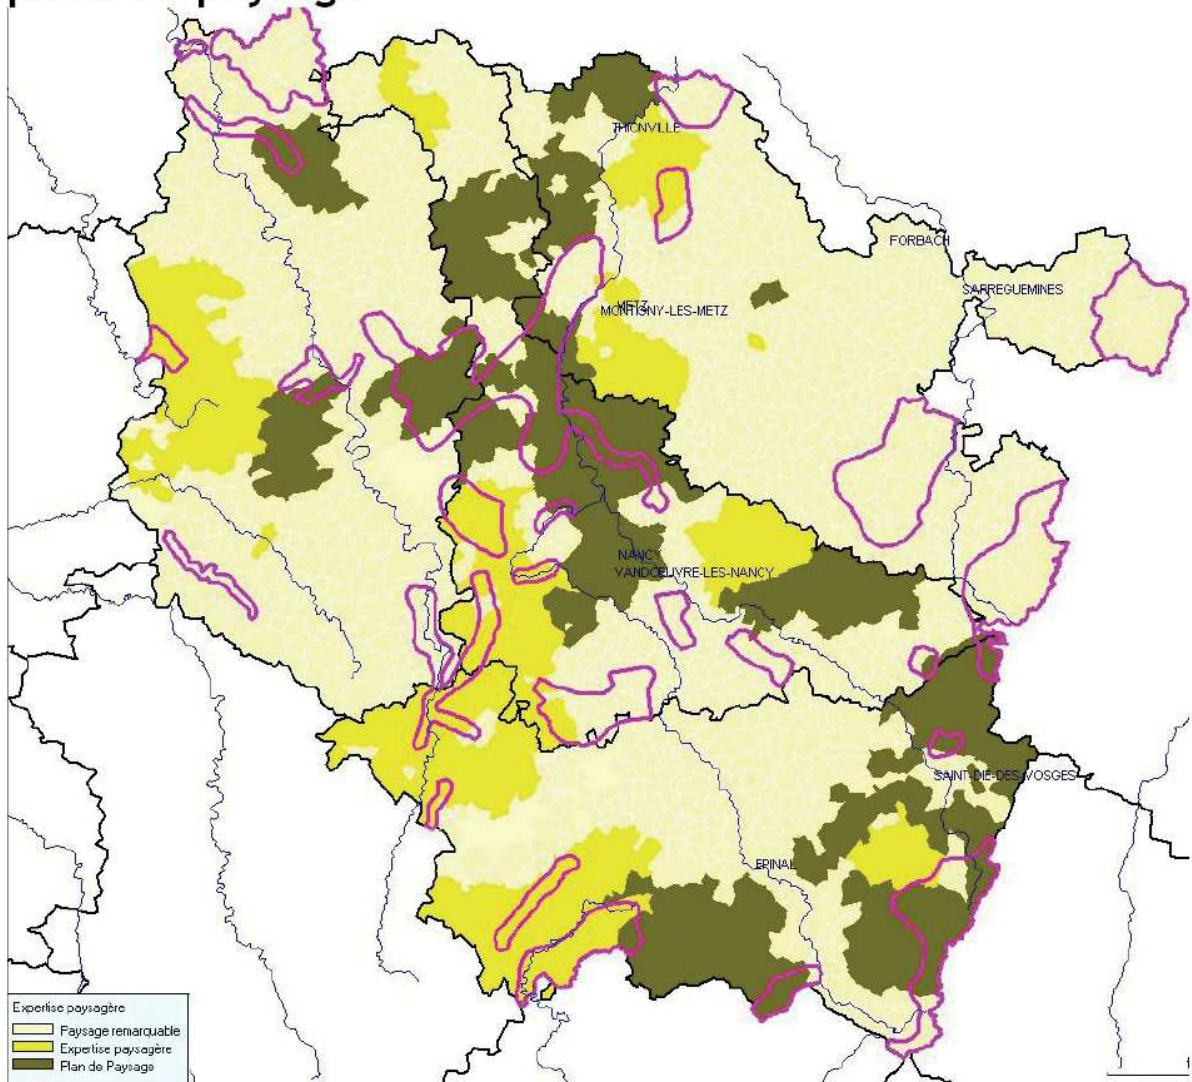 THIONVILLE
FORBACH
SARREGUEMINES
METZ
MONTIGNY-LES-METZ
NANCY
VANDOEUVRE-LES-NANCY
SAINT-DIE-DES-VOSGES
EPINAL
Expertise paysagère
Paysage remarquable
Expertise paysagère
Plan de Paysage